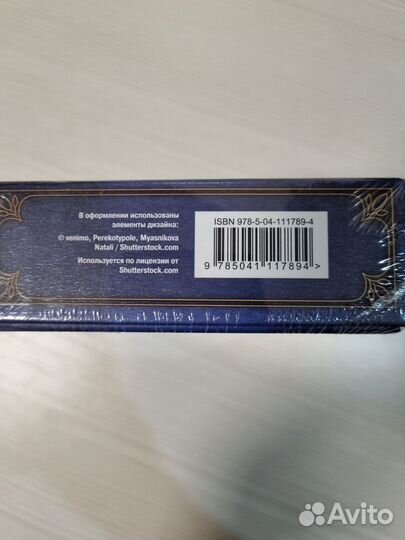 В оформлении использованы
элементы дизайна:
© venimo, Perekotypole, Myasnikova
Natali / Shutterstock.com
Используется по лицензии от
Shutterstock.com
ISBN 978-5-04-111789-4
9 785041 117894 >
Avito